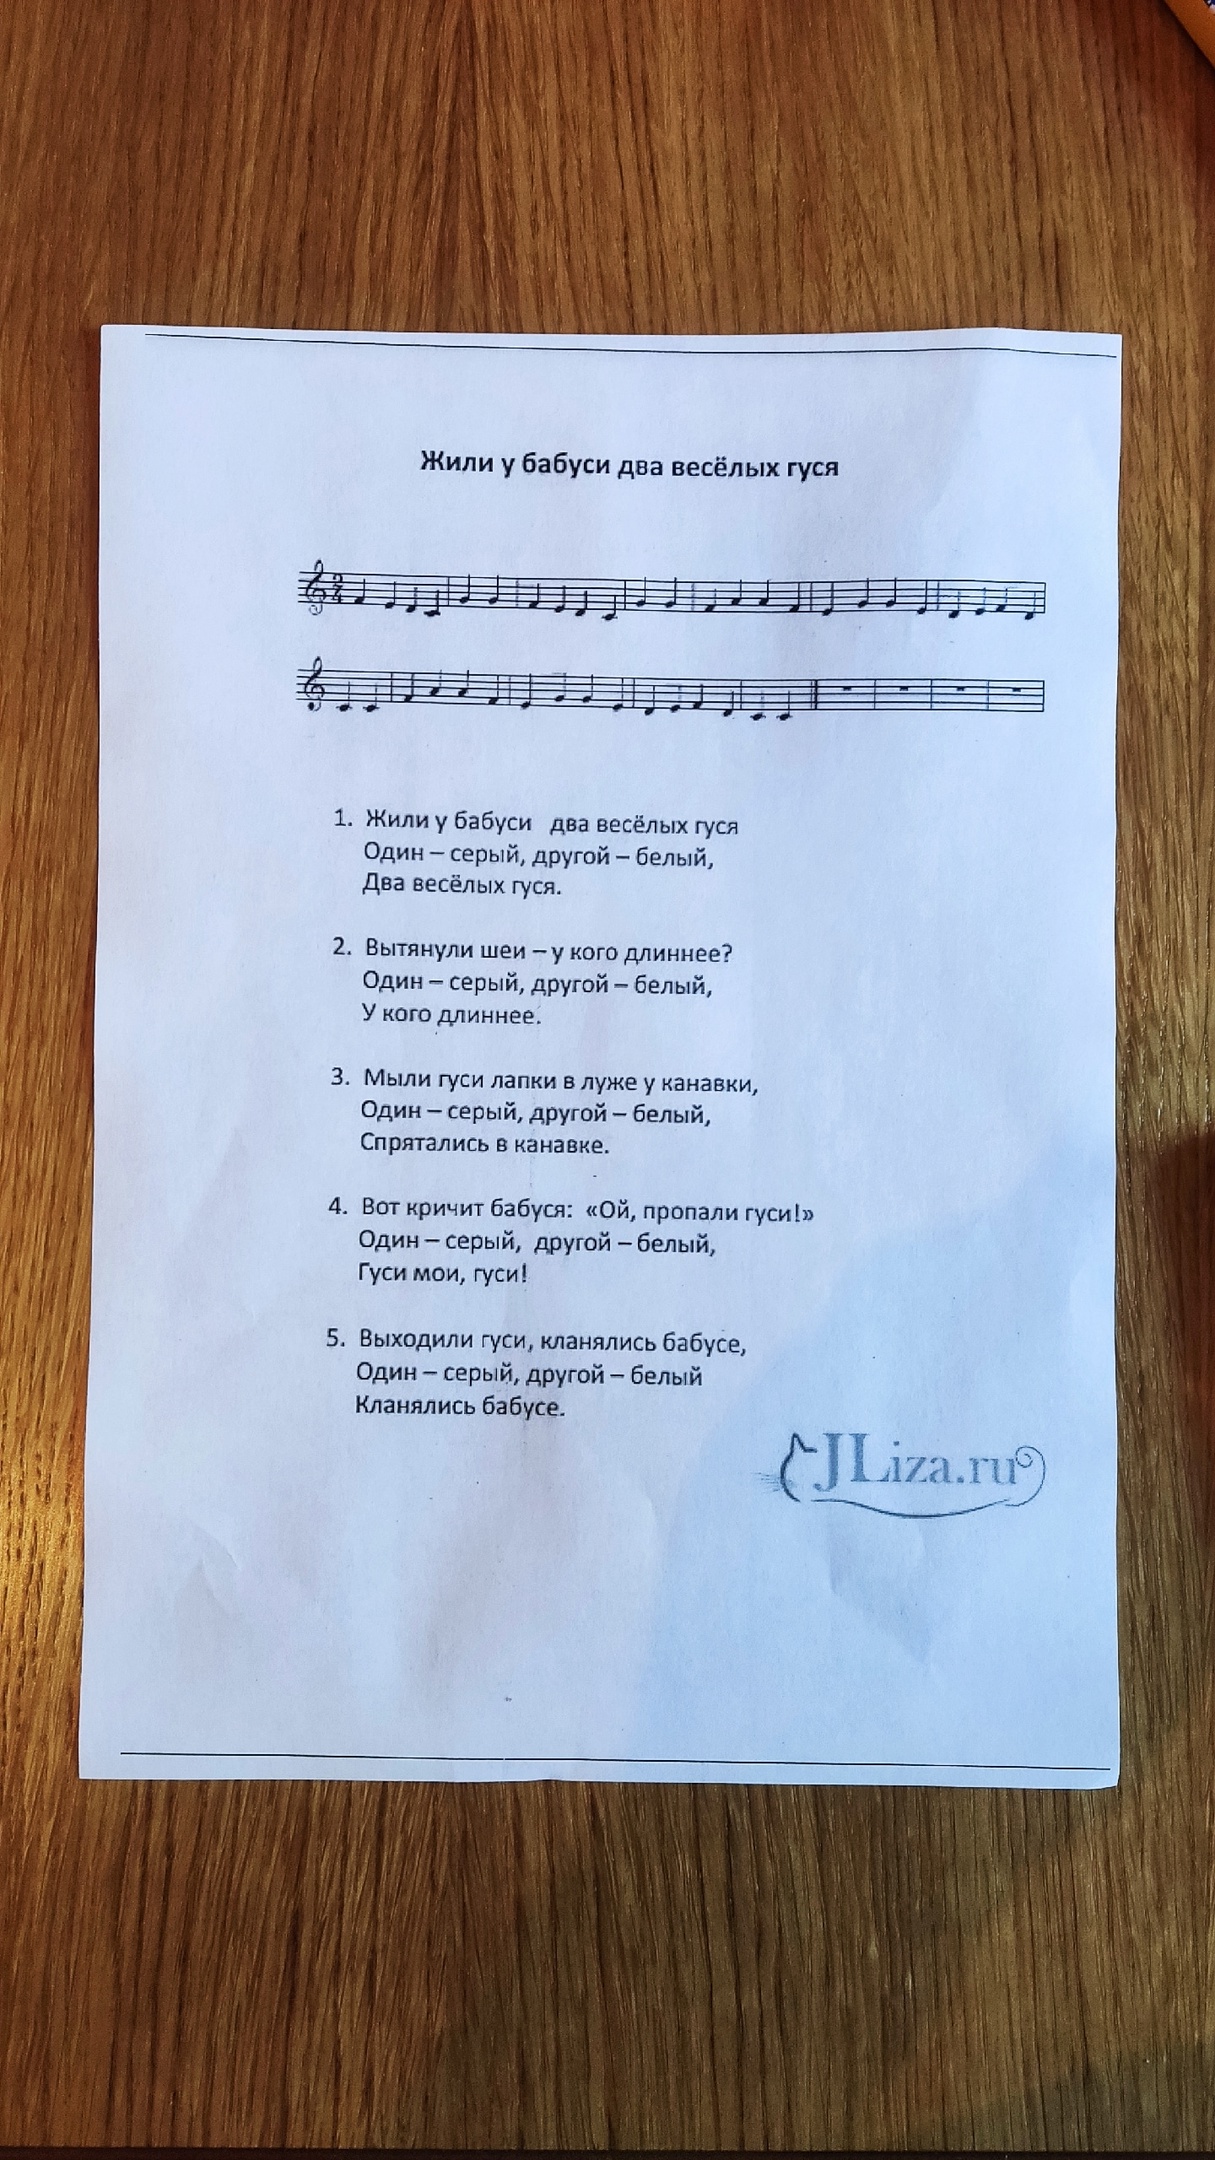 Жили у бабуси два весёлых гуся
2
4
1. Жили у бабуси два весёлых гуся
Один – серый, другой – белый,
Два весёлых гуся.
2. Вытянули шеи – у кого длиннее?
Один – серый, другой – белый,
У кого длиннее.
3. Мыли гуси лапки в луже у канавки,
Один – серый, другой – белый,
Спрятались в канавке.
4. Вот кричит бабуся: «Ой, пропали гуси!»
Один – серый, другой – белый,
Гуси мои, гуси!
5. Выходили гуси, кланялись бабусе,
Один – серый, другой – белый
Кланялись бабусе.
JLiza.ru